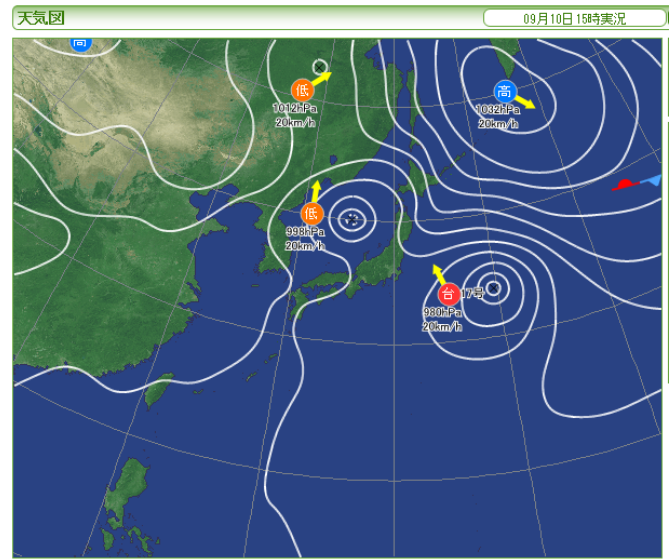 天気図
09月10日 15時実況
高
低
1012hPa
20km/h
高
1032hPa
20km/h
低
998hPa
20km/h
台
17号
980hPa
20km/h